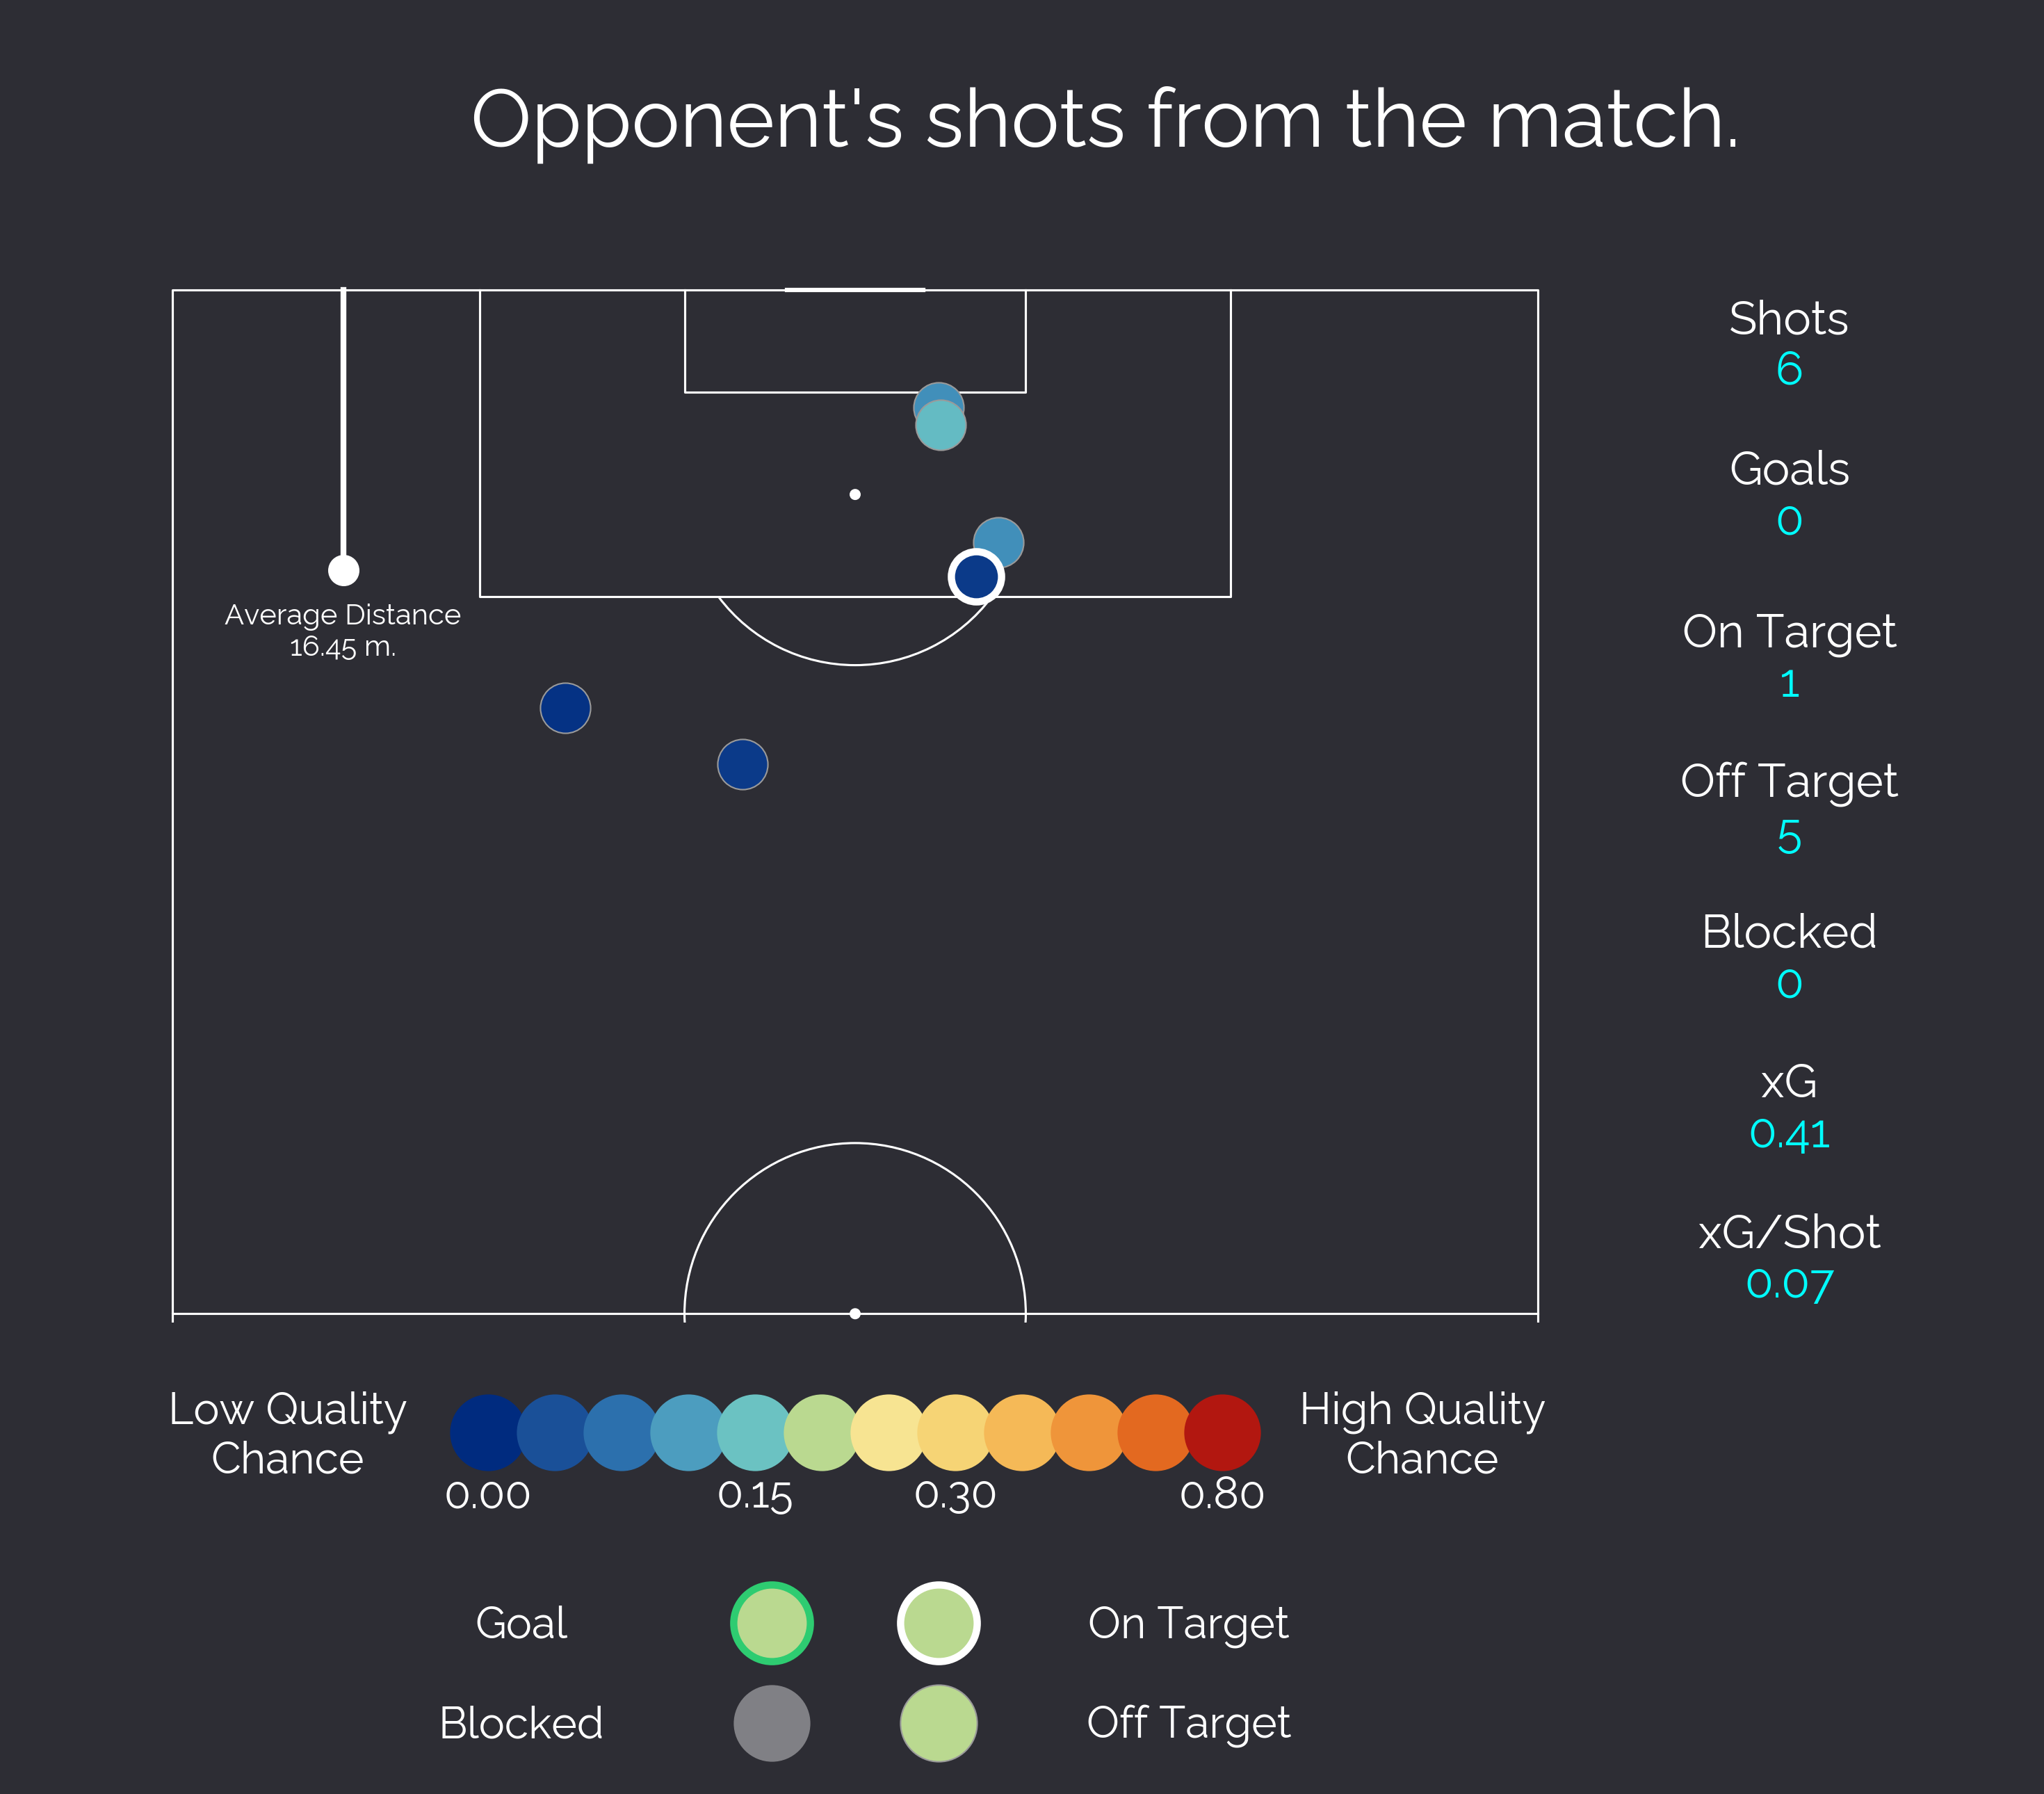 Opponent's shots from the match.
Shots
6
Goals
0
On Target
1
Off Target
5
Blocked
0
xG
0.41
xG/Shot
0.07
Average Distance
16.45 m.
Low Quality
Chance
0.00
0.15
0.30
0.80
High Quality
Chance
Goal
On Target
Blocked
Off Target